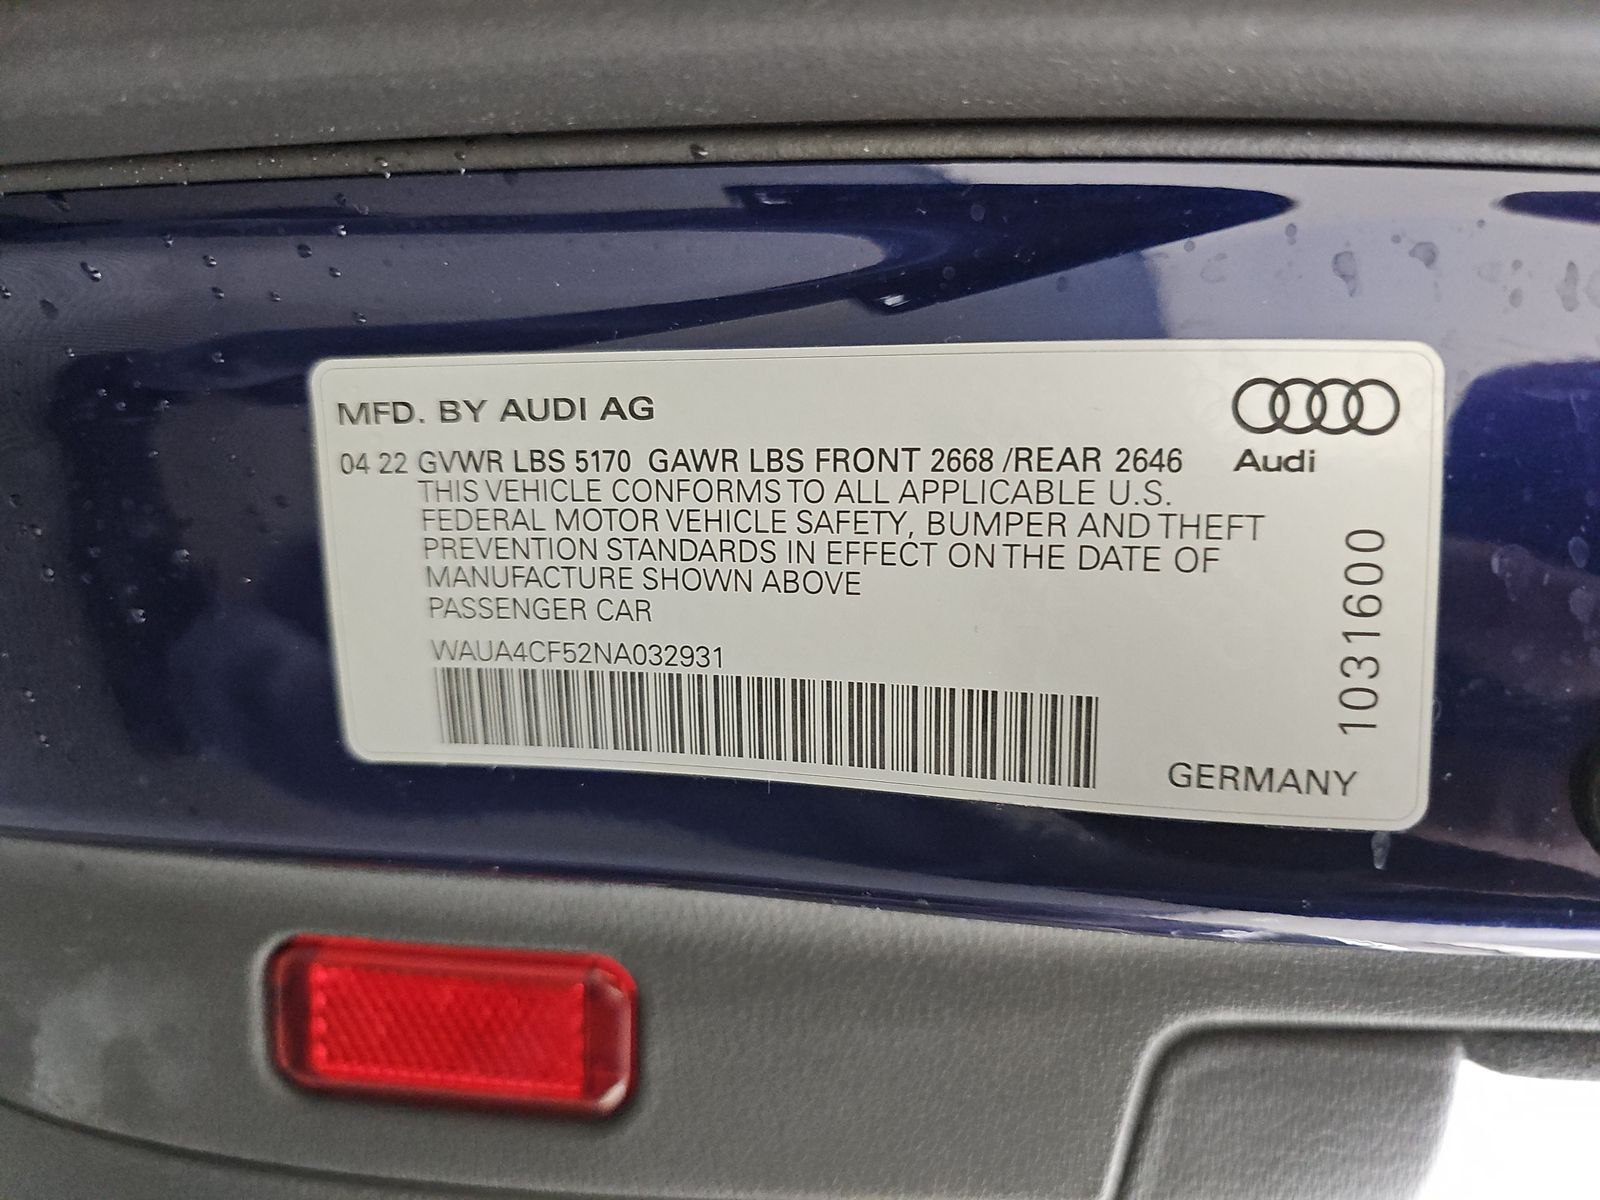 MFD. BY AUDI AG
Audi
04 22 GVWR LBS 5170 GAWR LBS FRONT 2668 /REAR 2646
THIS VEHICLE CONFORMS TO ALL APPLICABLE U.S.
FEDERAL MOTOR VEHICLE SAFETY, BUMPER AND THEFT
PREVENTION STANDARDS IN EFFECT ON THE DATE OF
MANUFACTURE SHOWN ABOVE
PASSENGER CAR
WAUA4CF52NA032931
1031600
GERMANY